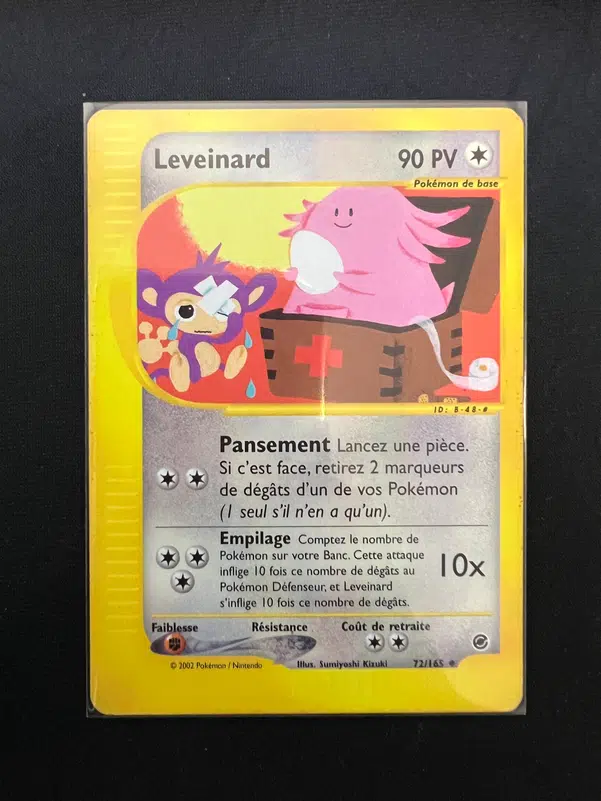 Leveinard 90 PV
Pokémon de base
ID: B-48-#
Pansement Lancez une pièce.
Si c'est face, retirez 2 marqueurs
de dégâts d'un de vos Pokémon
(1 seul s'il n'en a qu'un).
Empilage Comptez le nombre de
Pokémon sur votre Banc. Cette attaque
inflige 10 fois ce nombre de dégâts au
Pokémon Défenseur, et Leveinard
s'inflige 10 fois ce nombre de dégâts.
10x
Faiblesse Résistance Coût de retraite
© 2002 Pokémon / Nintendo Illus. Sumiyoshi Kizuki 72/165